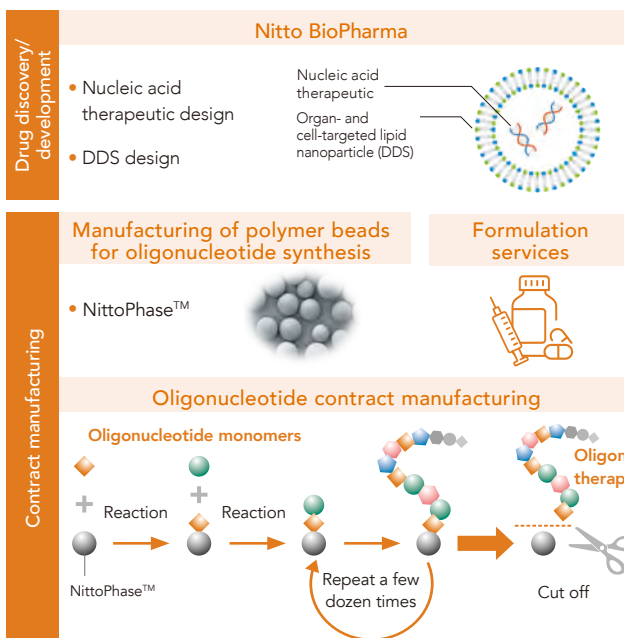 Drug discovery/
development
Nitto BioPharma
• Nucleic acid
therapeutic design
• DDS design
Nucleic acid
therapeutic
Organ- and
cell-targeted lipid
nanoparticle (DDS)
Contract manufacturing
Manufacturing of polymer beads
for oligonucleotide synthesis
• NittoPhase™
Formulation
services
Oligonucleotide contract manufacturing
Oligonucleotide monomers
Reaction
Reaction
NittoPhase™
Repeat a few
dozen times
Cut off